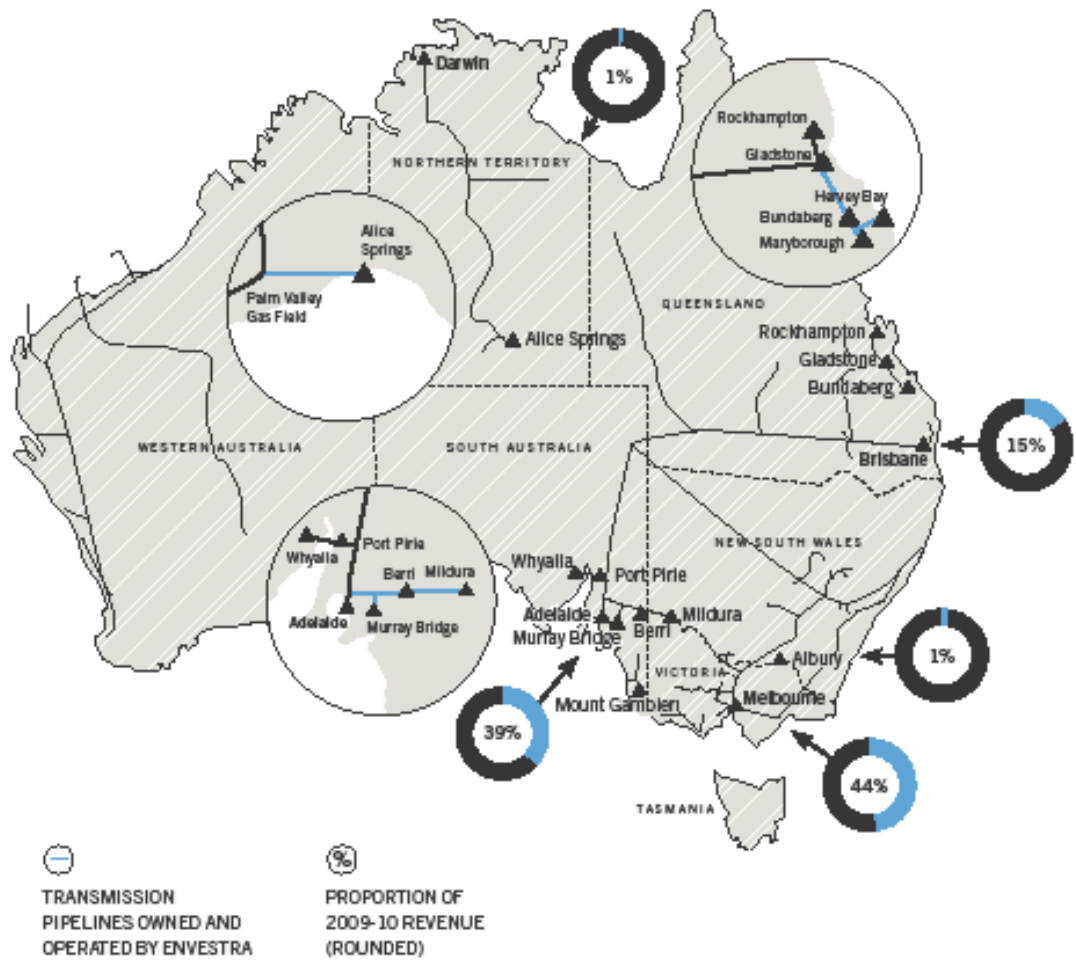 Darwin
1%
Rockhampton
Gladstone
Hervey Bay
Bundaberg
Maryborough
NORTHERN TERRITORY
Alice
Springs
Palm Valley
Gas Field
QUEENSLAND
Alice Springs
Rockhampton
Gladstone
Bundaberg
WESTERN AUSTRALIA
SOUTH AUSTRALIA
15%
Brisbane
Whyalla
Port Pirie
Berri
Mildura
Adelaide
Murray Bridge
NEW SOUTH WALES
Whyalla
Port Pirie
Adelaide
Mildura
Murray Bridge
Berri
1%
Albury
VICTORIA
Mount Gambier
Melbourne
39%
44%
TASMANIA
%
TRANSMISSION
PIPELINES OWNED AND
OPERATED BY ENVESTRA
PROPORTION OF
2009-10 REVENUE
(ROUNDED)